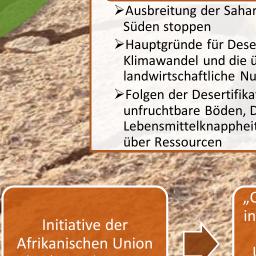 ➢Ausbreitung der Sahar
Süden stoppen
➢Hauptgründe für Dese
Klimawandel und die ü
landwirtschaftliche Nu
➢Folgen der Desertifika
unfruchtbare Böden, D
Lebensmittelknappheit
über Ressourcen
Initiative der
Afrikanischen Union
„G
in